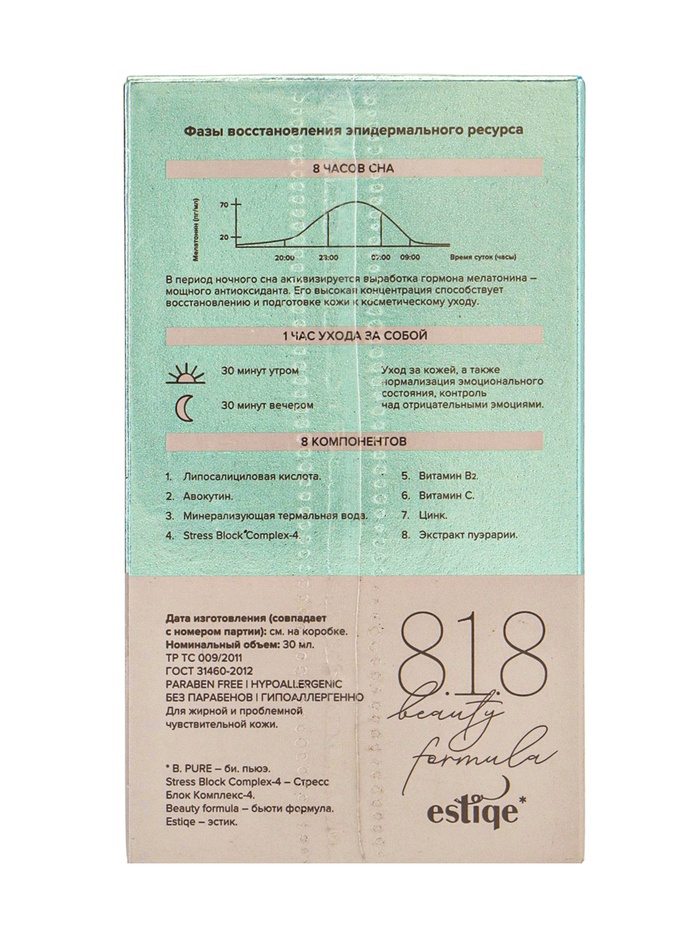 Фазы восстановления эпидермального ресурса
8 ЧАСОВ СНА
Мелатонин (пг/мл)
70
20
20:00 23:00 07:00 09:00 Время суток (часы)
В период ночного сна активизируется выработка гормона мелатонина –
мощного антиоксиданта. Его высокая концентрация способствует
восстановлению и подготовке кожи к косметическому уходу.
1 ЧАС УХОДА ЗА СОБОЙ
30 минут утром
30 минут вечером
Уход за кожей, а также
нормализация эмоционального
состояния, контроль
над отрицательными эмоциями.
8 КОМПОНЕНТОВ
1. Липосалициловая кислота.
2. Авокутин.
3. Минерализующая термальная вода.
4. Stress Block*Complex-4.
5. Витамин B2.
6. Витамин C.
7. Цинк.
8. Экстракт пуэрарии.
Дата изготовления (совпадает
с номером партии): см. на коробке.
Номинальный объем: 30 мл.
ТР ТС 009/2011
ГОСТ 31460-2012
PARABEN FREE I HYPOALLERGENIC
БЕЗ ПАРАБЕНОВ I ГИПОАЛЛЕРГЕННО
Для жирной и проблемной
чувствительной кожи.
* B. PURE – би. пьюэ.
Stress Block Complex-4 – Стресс
Блок Комплекс-4.
Beauty formula – бьюти формула.
Estiqe – эстик.
8.1.8
beauty
formula
estiqe*